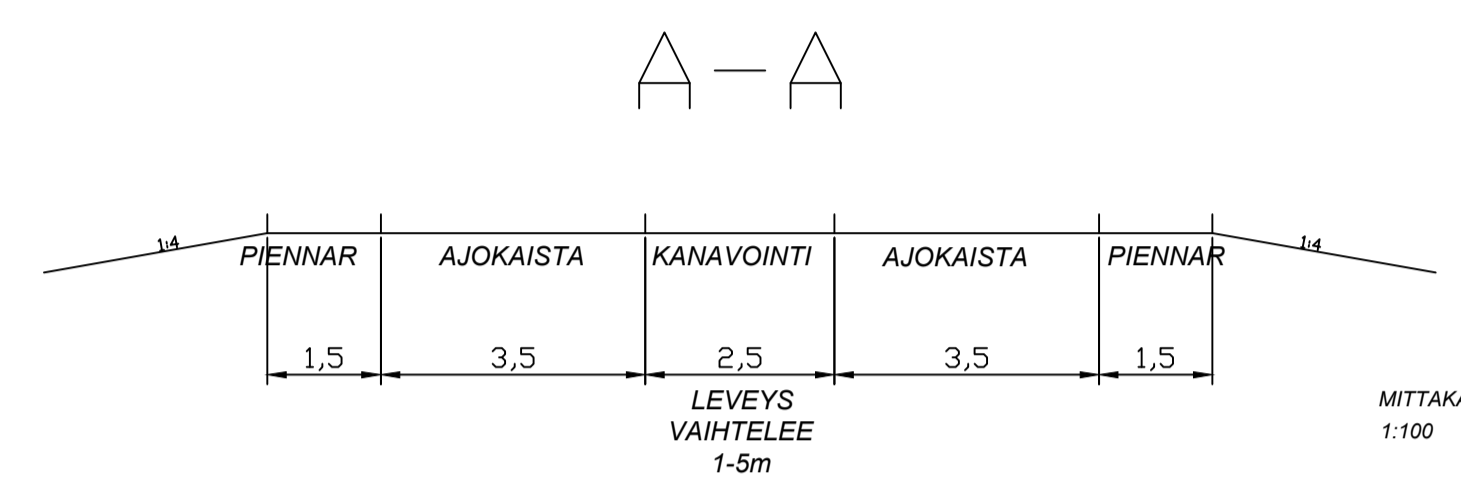 A — A
1:4 1:4
PIENNAR AJOKAISTA KANAVOINTI AJOKAISTA PIENNAR
1,5 3,5 2,5 3,5 1,5
LEVEYS
VAIHTELEE
1-5m
MITTAKA
1:100